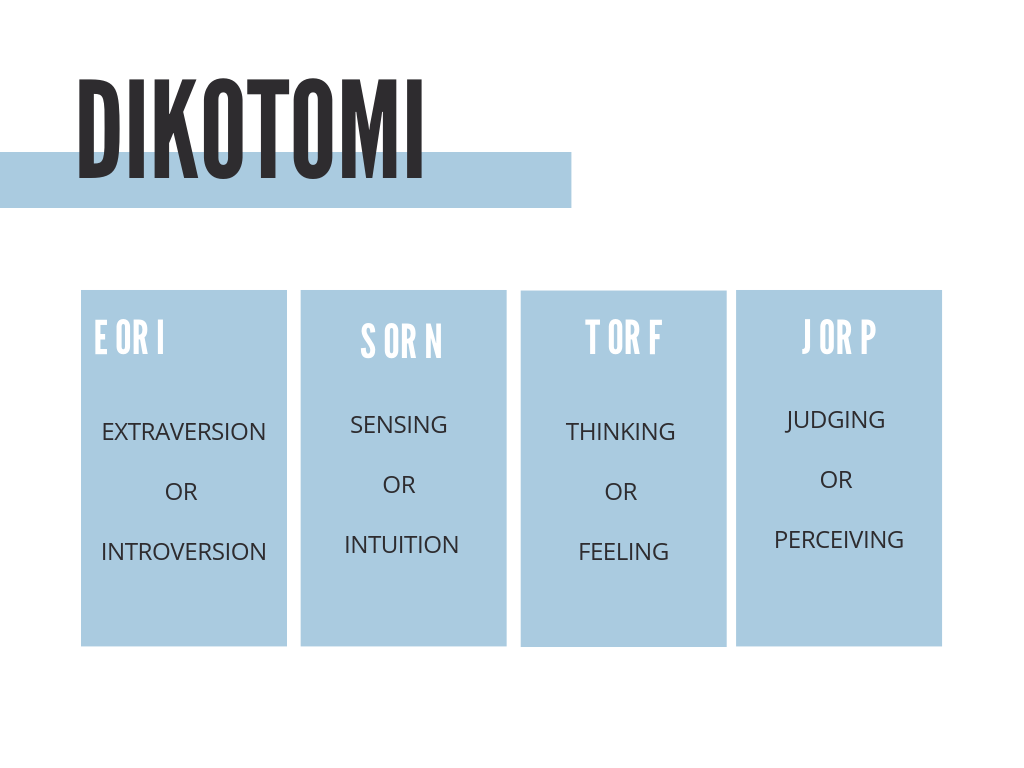 DIKOTOMI
E OR I
EXTRAVERSION
OR
INTROVERSION
S OR N
SENSING
OR
INTUITION
T OR F
THINKING
OR
FEELING
J OR P
JUDGING
OR
PERCEIVING